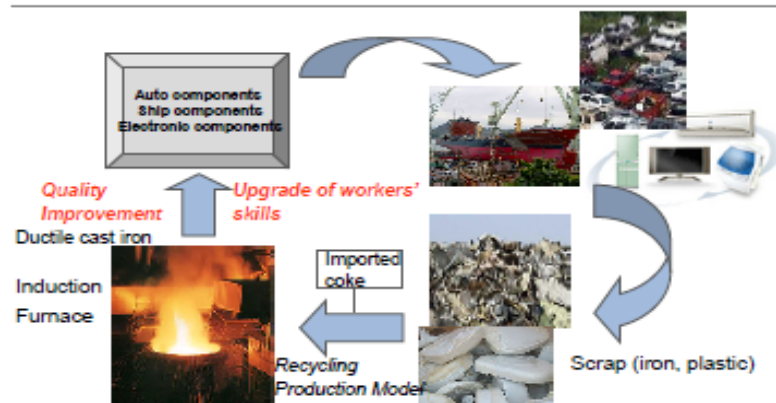 Auto components
Ship components
Electronic components
Quality
Improvement
Upgrade of workers'
skills
Ductile cast iron
Induction
Furnace
Imported
coke
Recycling
Production Model
Scrap (iron, plastic)